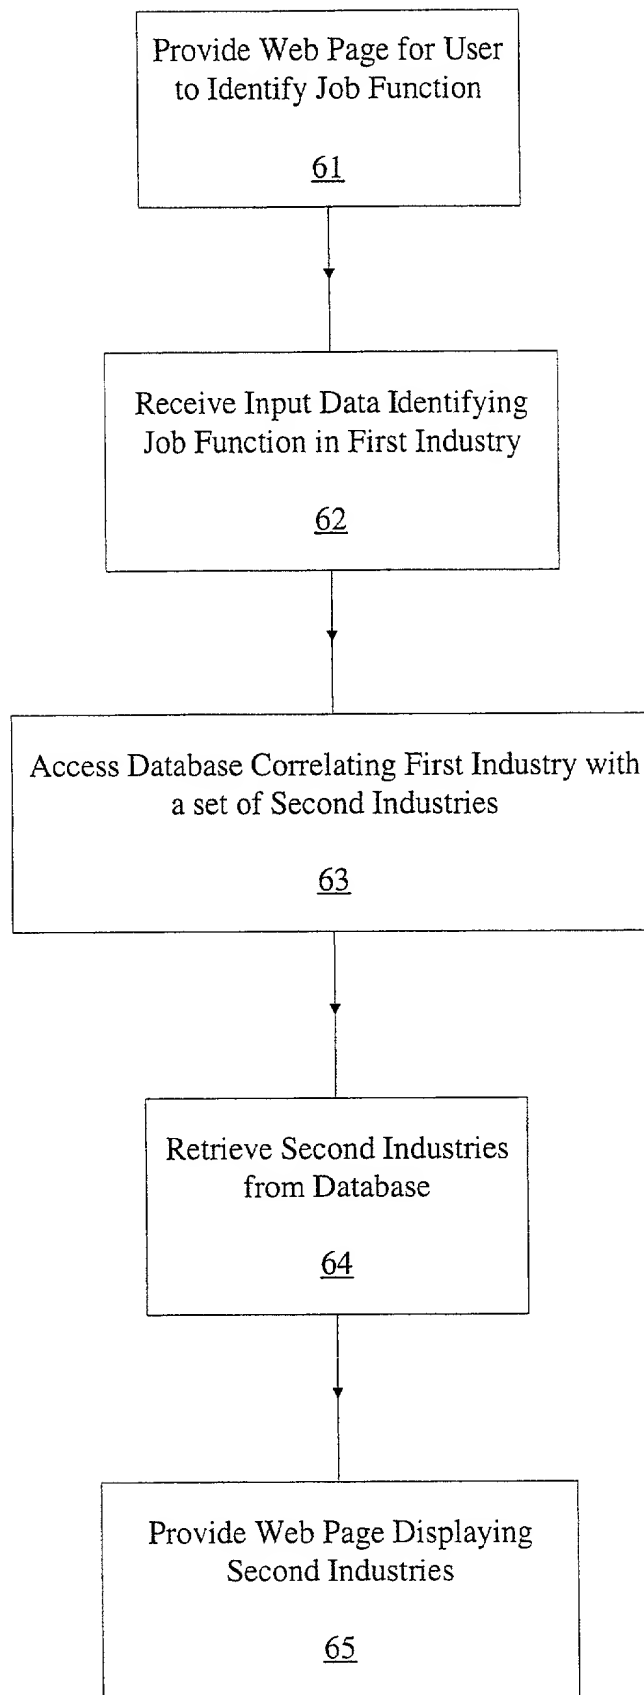 Provide Web Page for User
to Identify Job Function
61
Receive Input Data Identifying
Job Function in First Industry
62
Access Database Correlating First Industry with
a set of Second Industries
63
Retrieve Second Industries
from Database
64
Provide Web Page Displaying
Second Industries
65